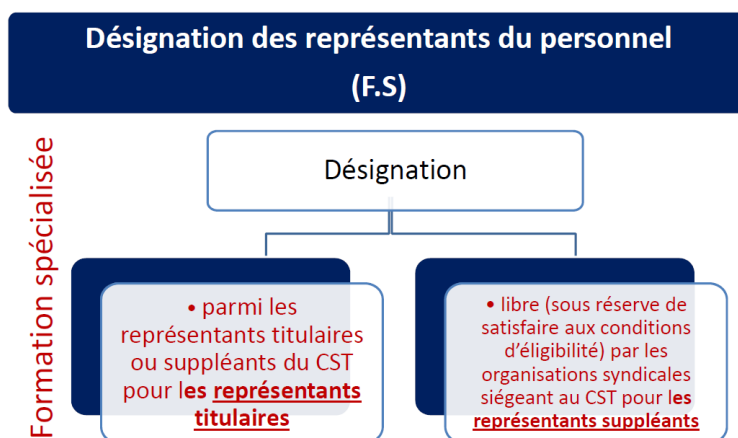 Désignation des représentants du personnel
(F.S)
Formation spécialisée
Désignation
• parmi les
représentants titulaires
ou suppléants du CST
pour les représentants
titulaires
• libre (sous réserve de
satisfaire aux conditions
d'éligibilité) par les
organisations syndicales
siégeant au CST pour les
représentants suppléants